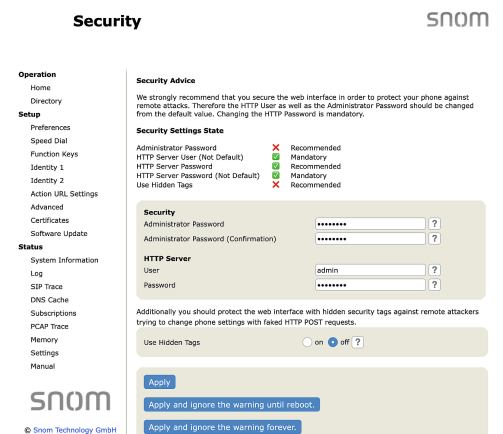 Security
snom
Operation
Home
Directory
Setup
Preferences
Speed Dial
Function Keys
Identity 1
Identity 2
Action URL Settings
Advanced
Certificates
Software Update
Status
System Information
Log
SIP Trace
DNS Cache
Subscriptions
PCAP Trace
Memory
Settings
Manual
snom
© Snom Technology GmbH
Security Advice
We strongly recommend that you secure the web interface in order to protect your phone against
remote attacks. Therefore the HTTP User as well as the Administrator Password should be changed
from the default value. Changing the HTTP Password is mandatory.
Security Settings State
Administrator Password Recommended
HTTP Server User (Not Default) Mandatory
HTTP Server Password Recommended
HTTP Server Password (Not Default) Mandatory
Use Hidden Tags Recommended
Security
Administrator Password •••••••• ?
Administrator Password (Confirmation) •••••••• ?
HTTP Server
User admin ?
Password •••••••• ?
Additionally you should protect the web interface with hidden security tags against remote attackers
trying to change phone settings with faked HTTP POST requests.
Use Hidden Tags on off ?
Apply
Apply and ignore the warning until reboot.
Apply and ignore the warning forever.